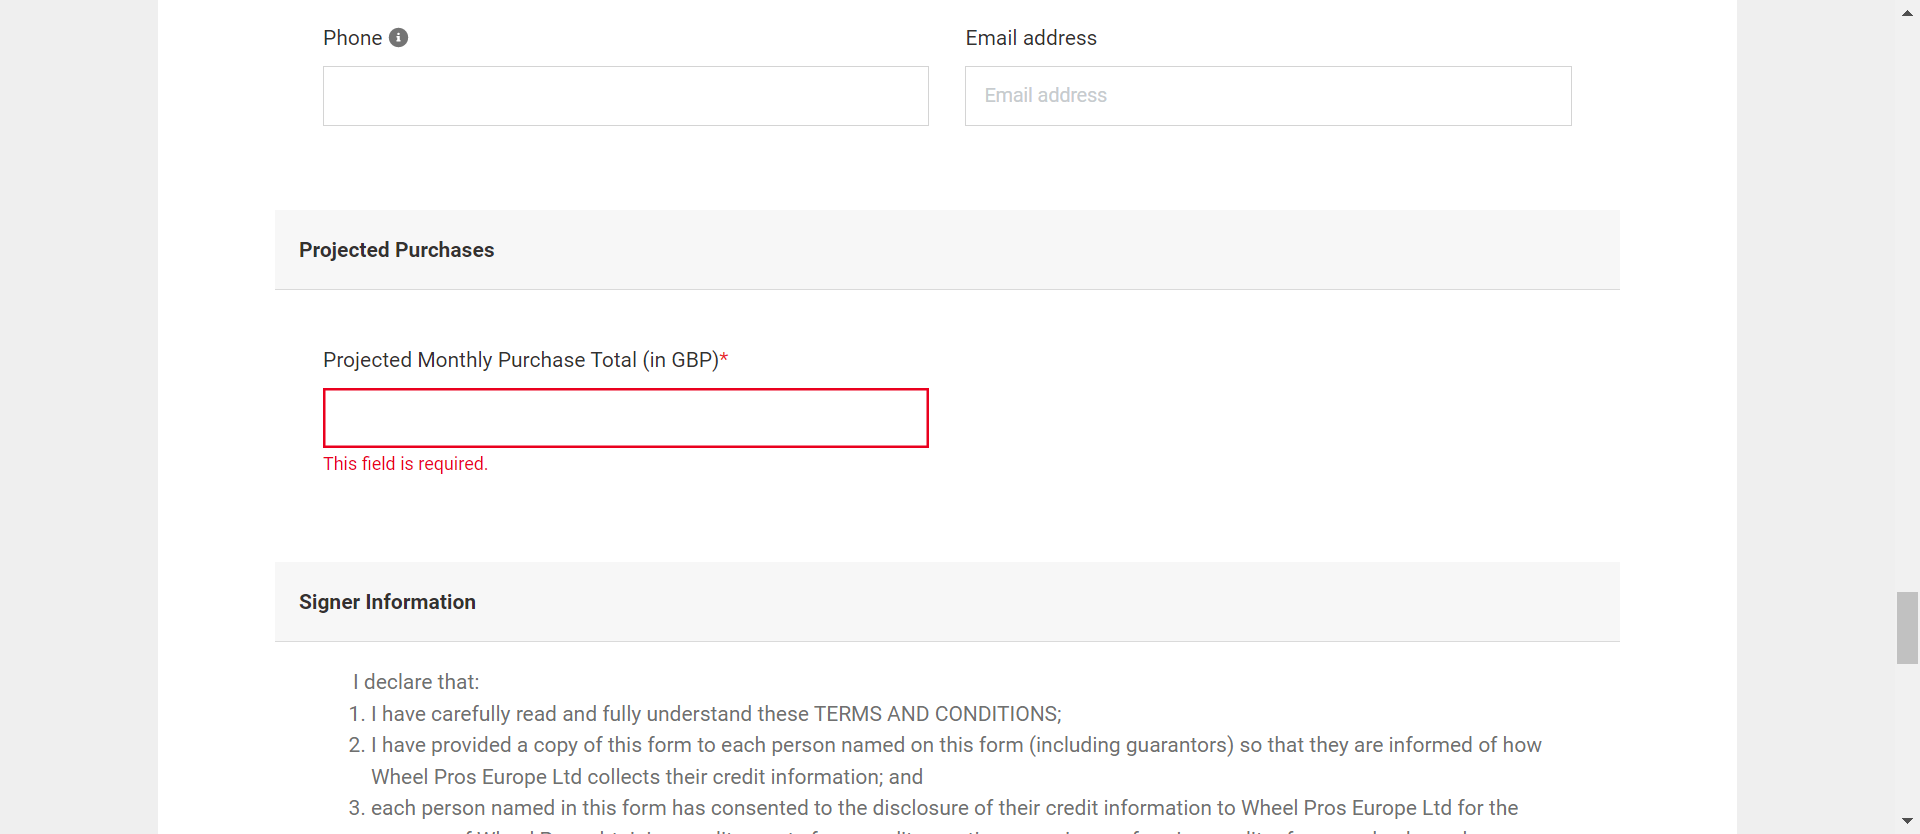 Phone
Email address
Email address
Projected Purchases
Projected Monthly Purchase Total (in GBP)*
This field is required.
Signer Information
I declare that:
1. I have carefully read and fully understand these TERMS AND CONDITIONS;
2. I have provided a copy of this form to each person named on this form (including guarantors) so that they are informed of how
Wheel Pros Europe Ltd collects their credit information; and
3. each person named in this form has consented to the disclosure of their credit information to Wheel Pros Europe Ltd for the